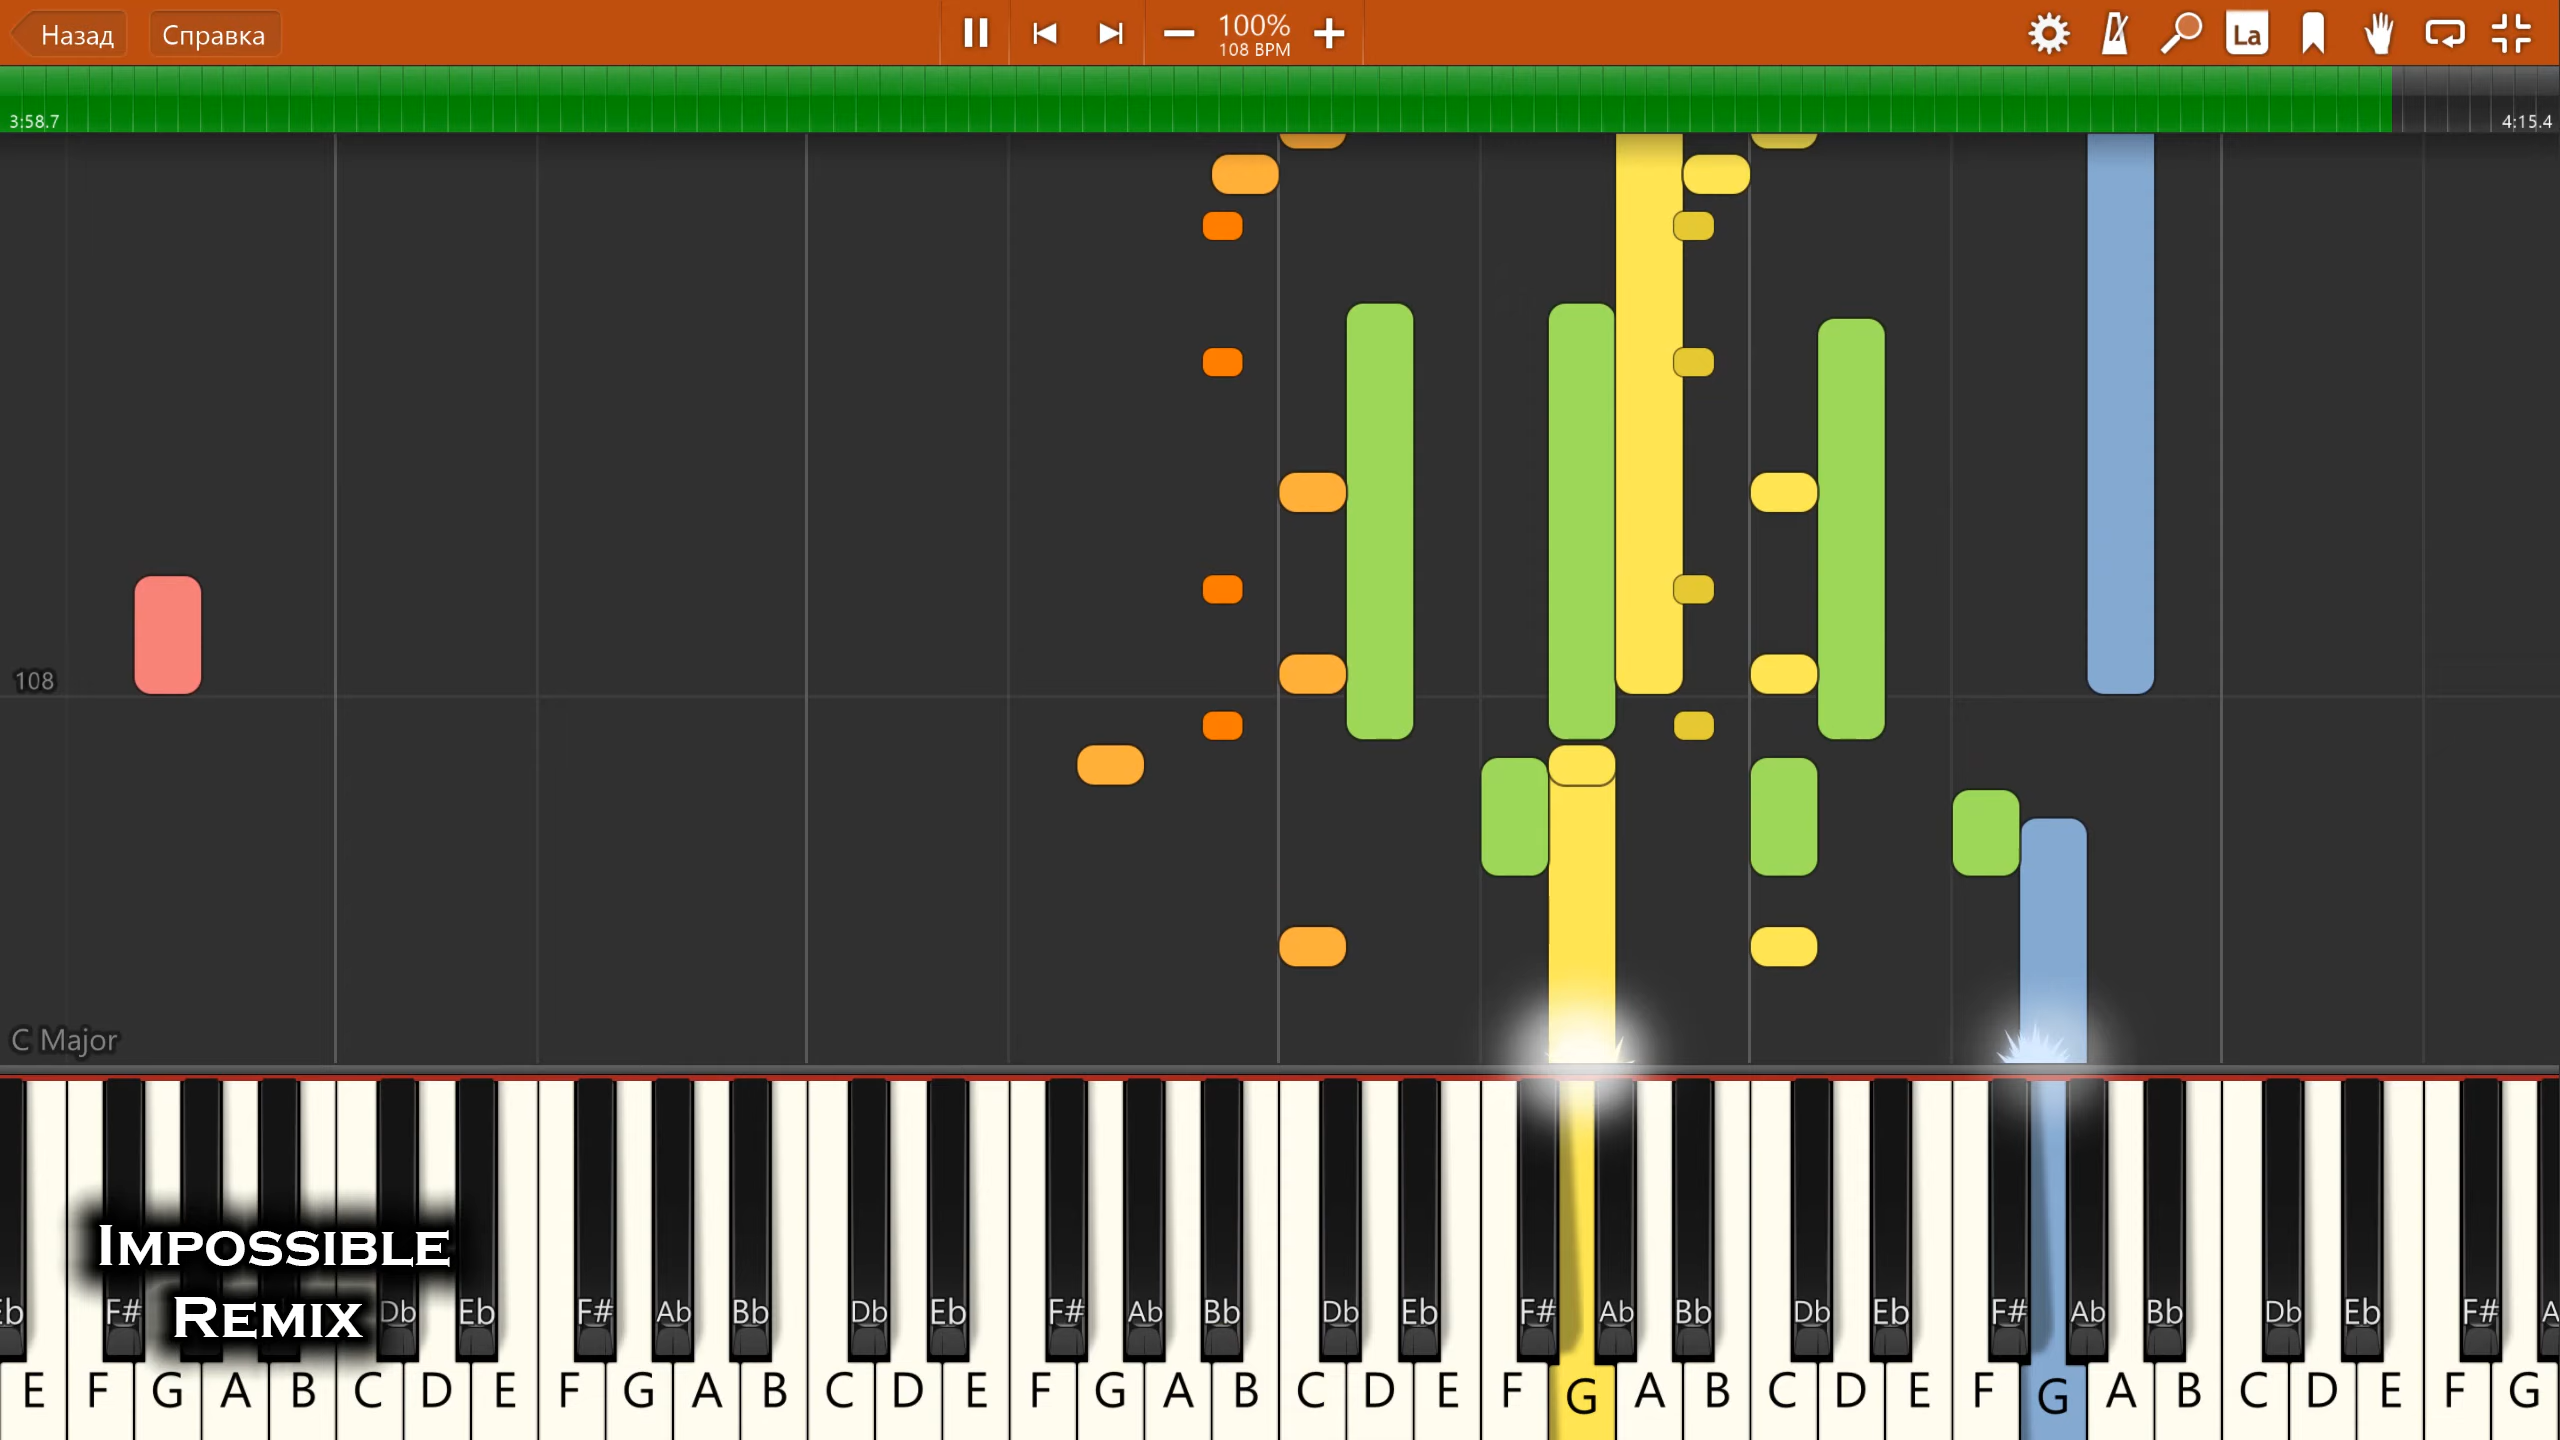 Назад Справка 100% La
108 BPM
3:58.7 4:15.4
108
C Major
Impossible
Remix
Eb F# Db Eb F# Ab Bb Db Eb F# Ab Bb Db Eb F# Ab Bb Db Eb F# Ab Bb Db Eb F# A
E F G A B C D E F G A B C D E F G A B C D E F G A B C D E F G A B C D E F G